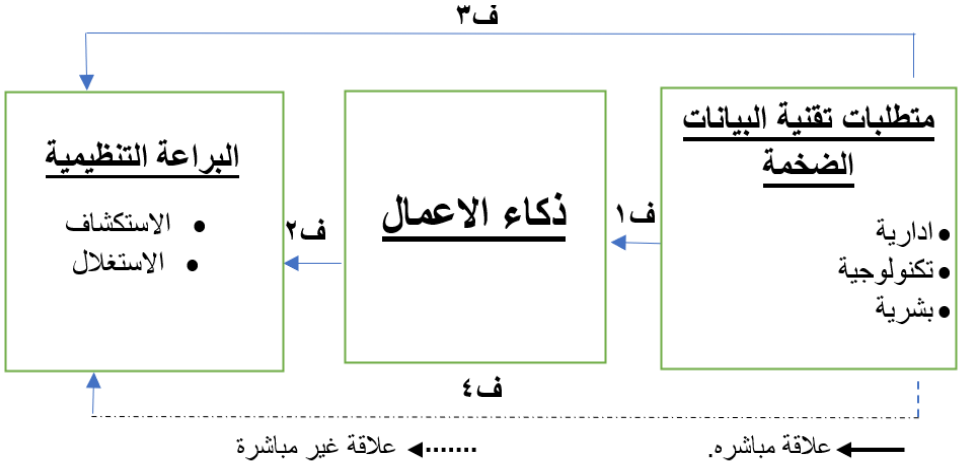 ف٣
متطلبات تقنية البيانات
الضخمة
ادارية
تكنولوجية
بشرية
ف١
ذكاء الاعمال
ف٢
البراعة التنظيمية
الاستكشاف
الاستغلال
ف٤
علاقة مباشره.
علاقة غير مباشرة